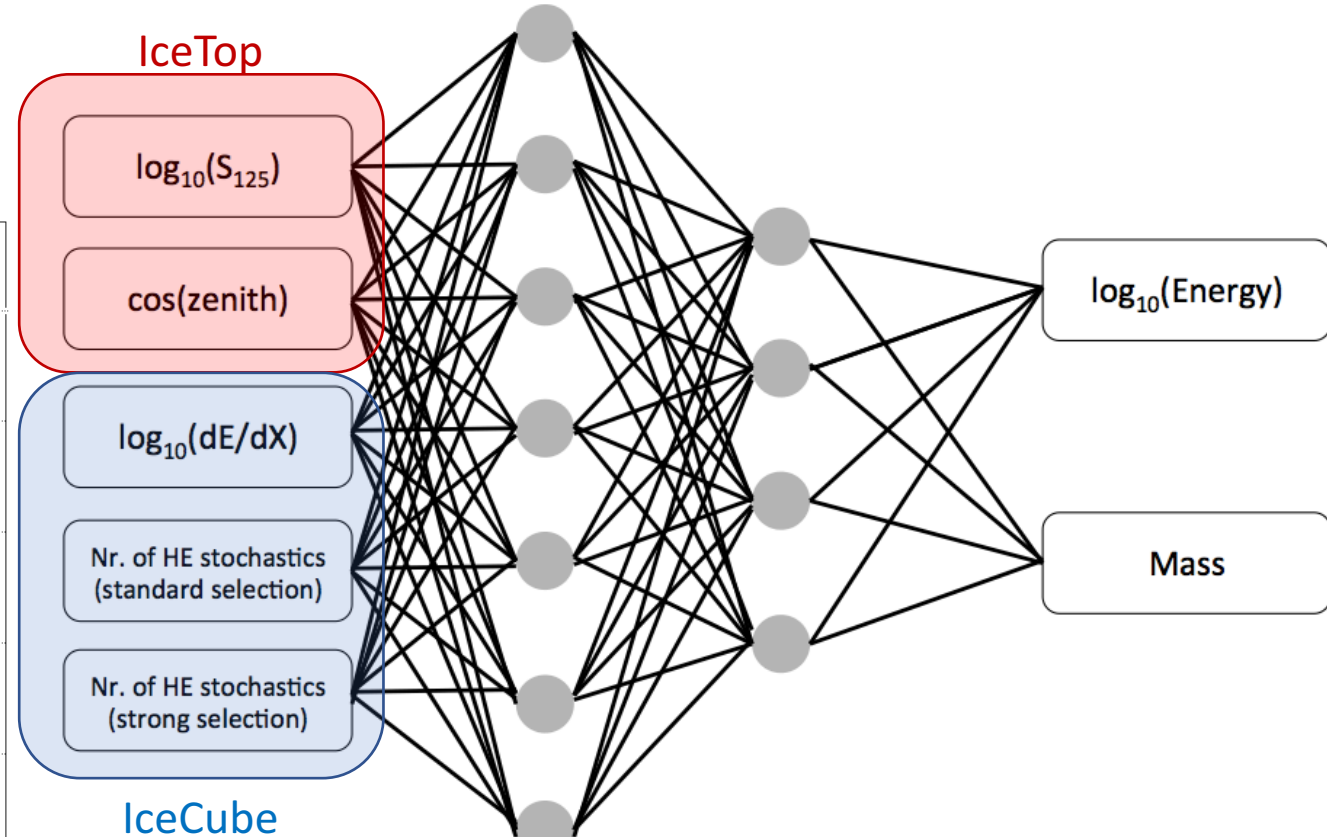 IceTop
log₁₀(S₁₂₅)
cos(zenith)
log₁₀(dE/dX)
Nr. of HE stochastics
(standard selection)
Nr. of HE stochastics
(strong selection)
IceCube
log₁₀(Energy)
Mass